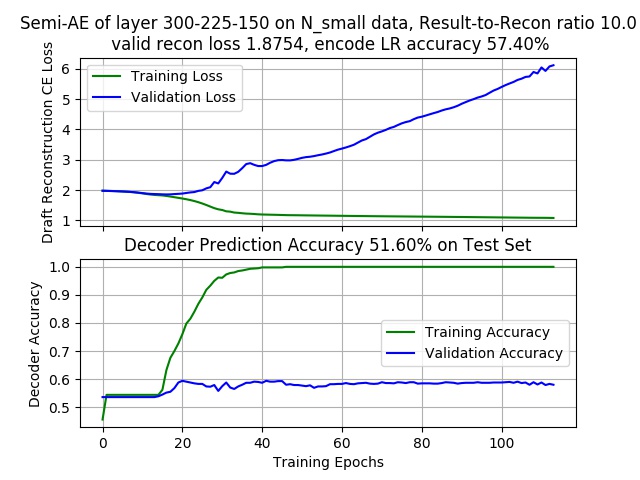 Semi-AE of layer 300-225-150 on N_small data, Result-to-Recon ratio 10.0
valid recon loss 1.8754, encode LR accuracy 57.40%
Draft Reconstruction CE Loss
6
5
4
3
2
1
Training Loss
Validation Loss
Decoder Prediction Accuracy 51.60% on Test Set
Decoder Accuracy
1.0
0.9
0.8
0.7
0.6
0.5
Training Accuracy
Validation Accuracy
0 20 40 60 80 100
Training Epochs